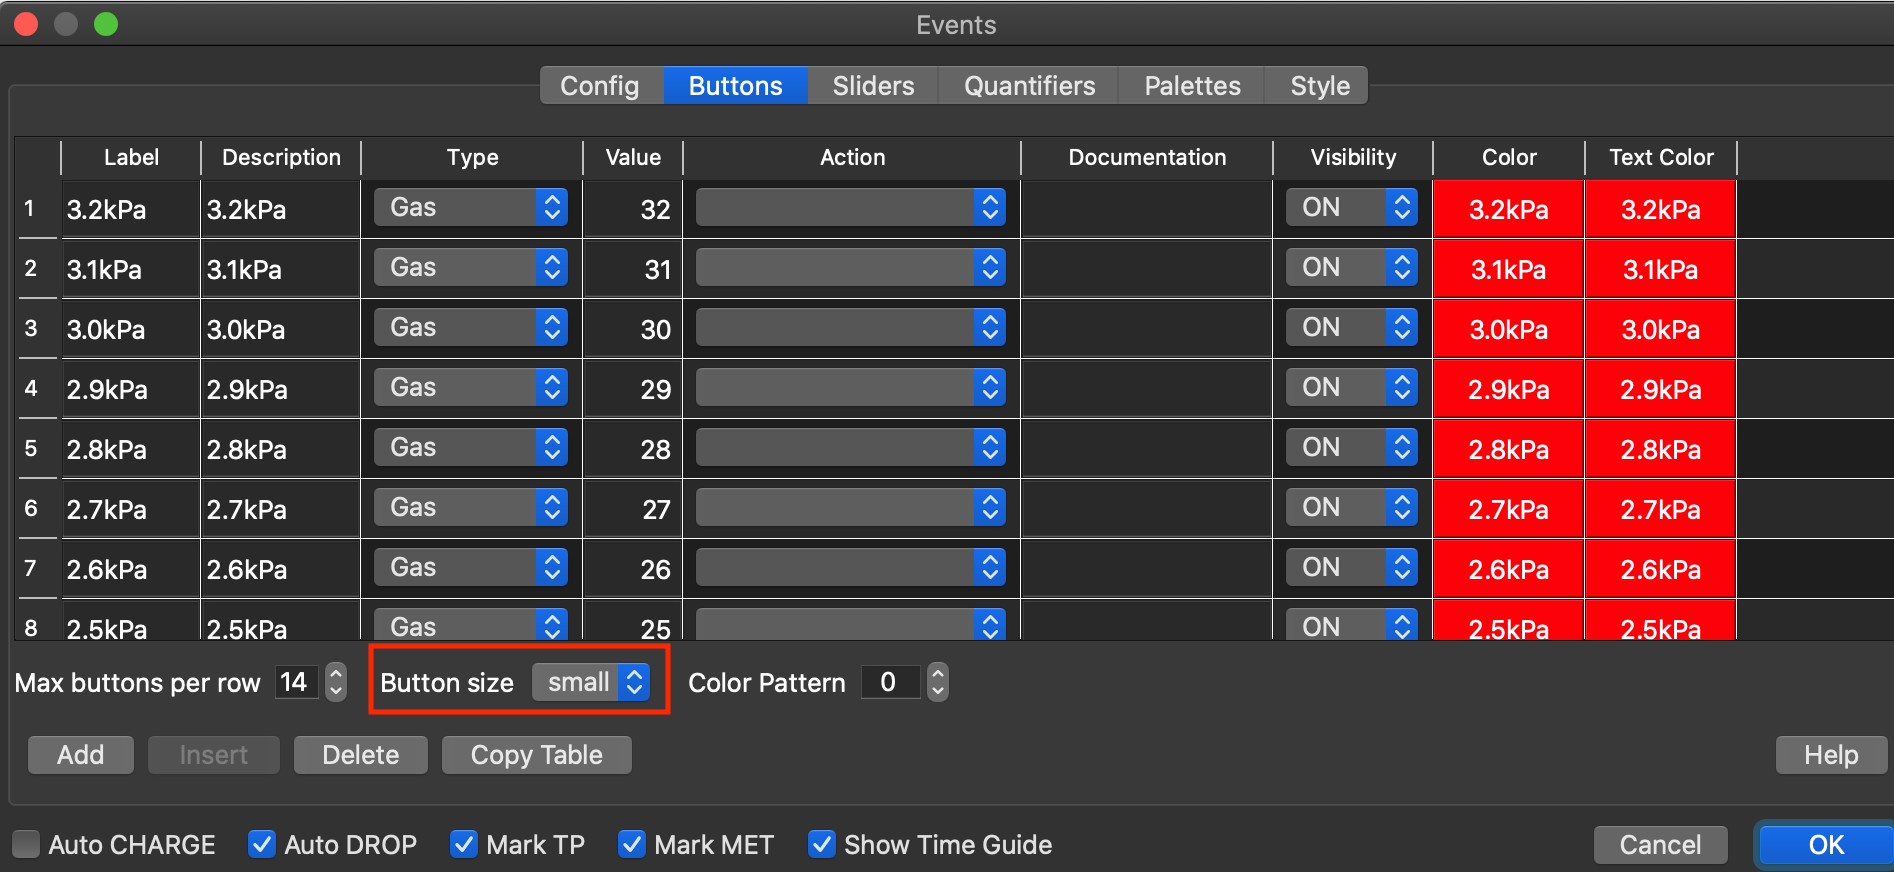 Events
Config Buttons Sliders Quantifiers Palettes Style
Label Description Type Value Action Documentation Visibility Color Text Color
1 3.2kPa 3.2kPa Gas 32 ON 3.2kPa 3.2kPa
2 3.1kPa 3.1kPa Gas 31 ON 3.1kPa 3.1kPa
3 3.0kPa 3.0kPa Gas 30 ON 3.0kPa 3.0kPa
4 2.9kPa 2.9kPa Gas 29 ON 2.9kPa 2.9kPa
5 2.8kPa 2.8kPa Gas 28 ON 2.8kPa 2.8kPa
6 2.7kPa 2.7kPa Gas 27 ON 2.7kPa 2.7kPa
7 2.6kPa 2.6kPa Gas 26 ON 2.6kPa 2.6kPa
8 2.5kPa 2.5kPa Gas 25 ON 2.5kPa 2.5kPa
Max buttons per row 14 Button size small Color Pattern 0
Add Insert Delete Copy Table Help
Auto CHARGE Auto DROP Mark TP Mark MET Show Time Guide Cancel OK